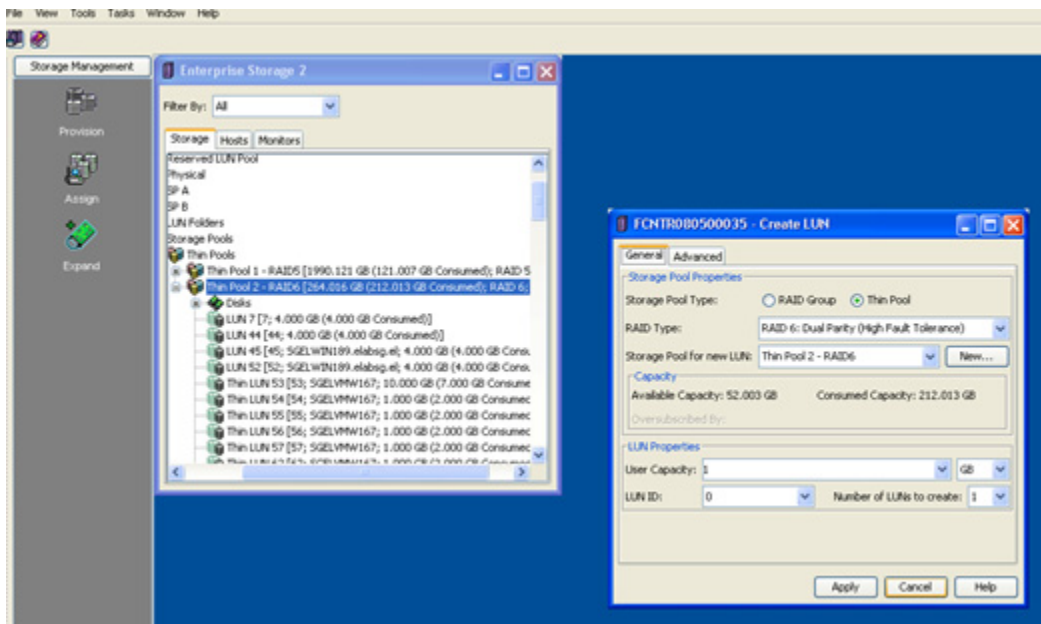 File View Tools Tasks Window Help
Storage Management
Provision
Assign
Expand
Enterprise Storage 2
Filter By: All
Storage Hosts Monitors
Reserved LUN Pool
Physical
SP A
SP B
LUN Folders
Storage Pools
Thin Pools
Thin Pool 1 - RAID5 [1990.121 GB (121.007 GB Consumed); RAID 5
Thin Pool 2 - RAID6 [264.016 GB (212.013 GB Consumed); RAID 6;
Disks
LUN 7 [7; 4.000 GB (4.000 GB Consumed)]
LUN 44 [44; 4.000 GB (4.000 GB Consumed)]
LUN 45 [45; SGELWIN189.elabsg.el; 4.000 GB (4.000 GB Cons
LUN 52 [52; SGELWIN189.elabsg.el; 4.000 GB (4.000 GB Cons
Thin LUN 53 [53; SGELVMW167; 10.000 GB (7.000 GB Consume
Thin LUN 54 [54; SGELVMW167; 1.000 GB (2.000 GB Consumed
Thin LUN 55 [55; SGELVMW167; 1.000 GB (2.000 GB Consumed
Thin LUN 56 [56; SGELVMW167; 1.000 GB (2.000 GB Consumed
Thin LUN 57 [57; SGELVMW167; 1.000 GB (2.000 GB Consumed
FCNTR080500035 - Create LUN
General Advanced
Storage Pool Properties
Storage Pool Type: RAID Group Thin Pool
RAID Type: RAID 6: Dual Parity (High Fault Tolerance)
Storage Pool for new LUN: Thin Pool 2 - RAID6 New...
Capacity
Available Capacity: 52.003 GB Consumed Capacity: 212.013 GB
Oversubscribed By:
LUN Properties
User Capacity: 1 GB
LUN ID: 0 Number of LUNs to create: 1
Apply Cancel Help